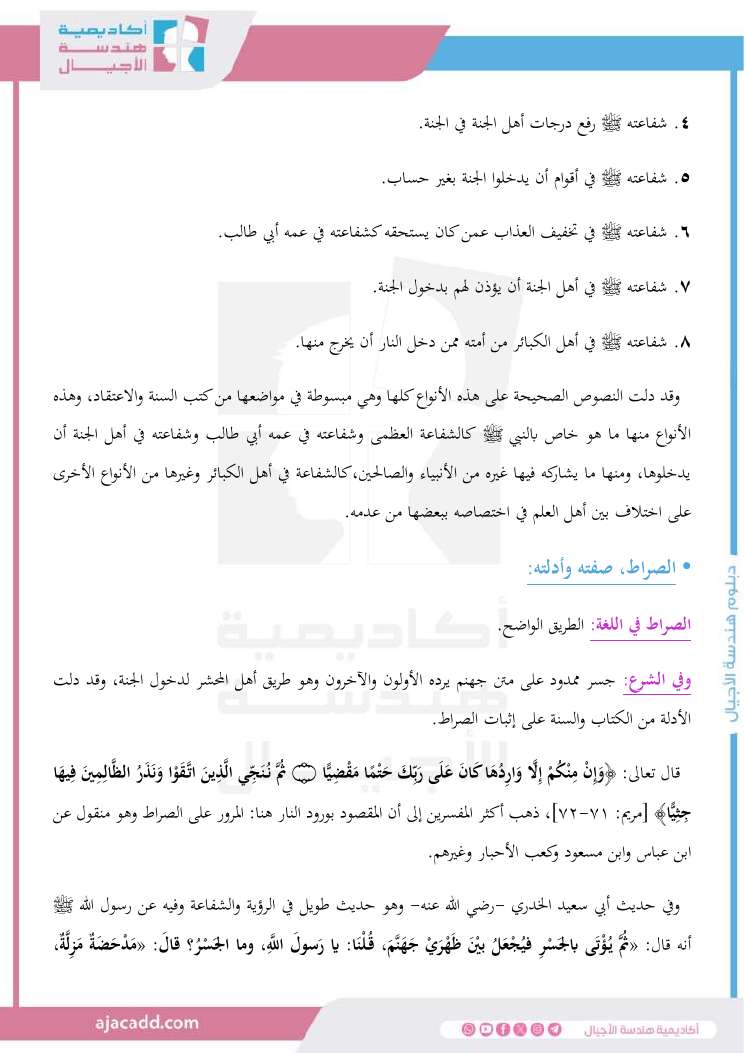 أكاديمية
هندسة
الأجيال
٤. شفاعته ﷺ رفع درجات أهل الجنة في الجنة.
٥. شفاعته ﷺ في أقوام أن يدخلوا الجنة بغير حساب.
٦. شفاعته ﷺ في تخفيف العذاب عمن كان يستحقه كشفاعته في عمه أبي طالب.
٧. شفاعته ﷺ في أهل الجنة أن يؤذن لهم بدخول الجنة.
٨. شفاعته ﷺ في أهل الكبائر من أمته ممن دخل النار أن يخرج منها.
وقد دلت النصوص الصحيحة على هذه الأنواع كلها وهي مبسوطة في مواضعها من كتب السنة والاعتقاد، وهذه
الأنواع منها ما هو خاص بالنبي ﷺ كالشفاعة العظمى وشفاعته في عمه أبي طالب وشفاعته في أهل الجنة أن
يدخلوها، ومنها ما يشاركه فيها غيره من الأنبياء والصالحين،كالشفاعة في أهل الكبائر وغيرها من الأنواع الأخرى
على اختلاف بين أهل العلم في اختصاصه ببعضها من عدمه.
• الصراط، صفته وأدلته:
الصراط في اللغة: الطريق الواضح.
وفي الشرع: جسر ممدود على متن جهنم يرده الأولون والآخرون وهو طريق أهل المحشر لدخول الجنة، وقد دلت
الأدلة من الكتاب والسنة على إثبات الصراط.
قال تعالى: ﴿وَإِنْ مِنْكُمْ إِلَّا وَارِدُهَا كَانَ عَلَى رَبِّكَ حَتْمًا مَقْضِيًّا ۝ ثُمَّ نُنَجِّي الَّذِينَ اتَّقَوْا وَنَذَرُ الظَّالِمِينَ فِيهَا
جِثِيًّا﴾ [مريم: ٧١-٧٢]، ذهب أكثر المفسرين إلى أن المقصود بورود النار هنا: المرور على الصراط وهو منقول عن
ابن عباس وابن مسعود وكعب الأحبار وغيرهم.
وفي حديث أبي سعيد الخدري -رضي الله عنه- وهو حديث طويل في الرؤية والشفاعة وفيه عن رسول الله ﷺ
أنه قال: «ثُمَّ يُؤْتَى بالجَسْرِ فيُجْعَلُ بيْنَ ظَهْرَيْ جَهَنَّمَ، قُلْنَا: يا رَسولَ اللَّهِ، وما الجَسْرُ؟ قالَ: «مَدْحَضَةٌ مَزِلَّةٌ،
دبلوم هندسة الأجيال
أكاديمية
هندسة
الأجيال
ajacadd.com
أكاديمية هندسة الأجيال